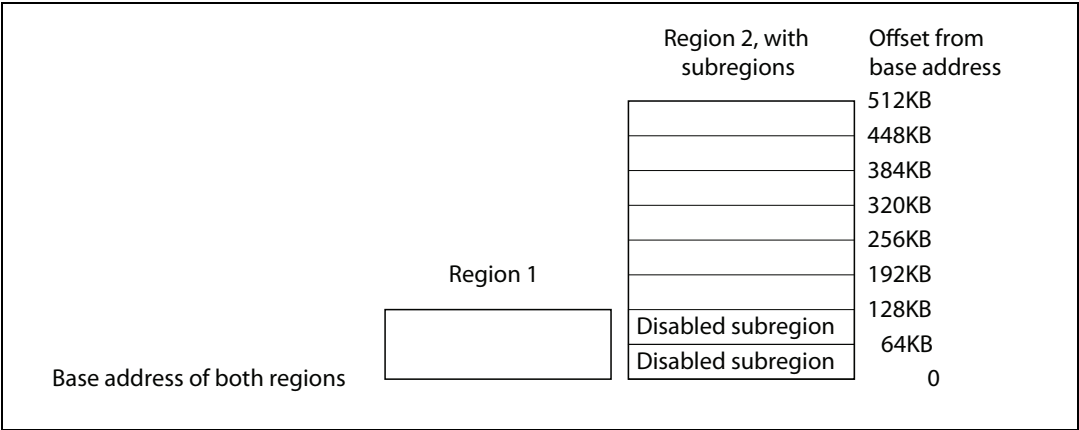 Region 2, with
subregions
Offset from
base address
512KB
448KB
384KB
320KB
256KB
Region 1
192KB
128KB
Disabled subregion
64KB
Disabled subregion
Base address of both regions
0